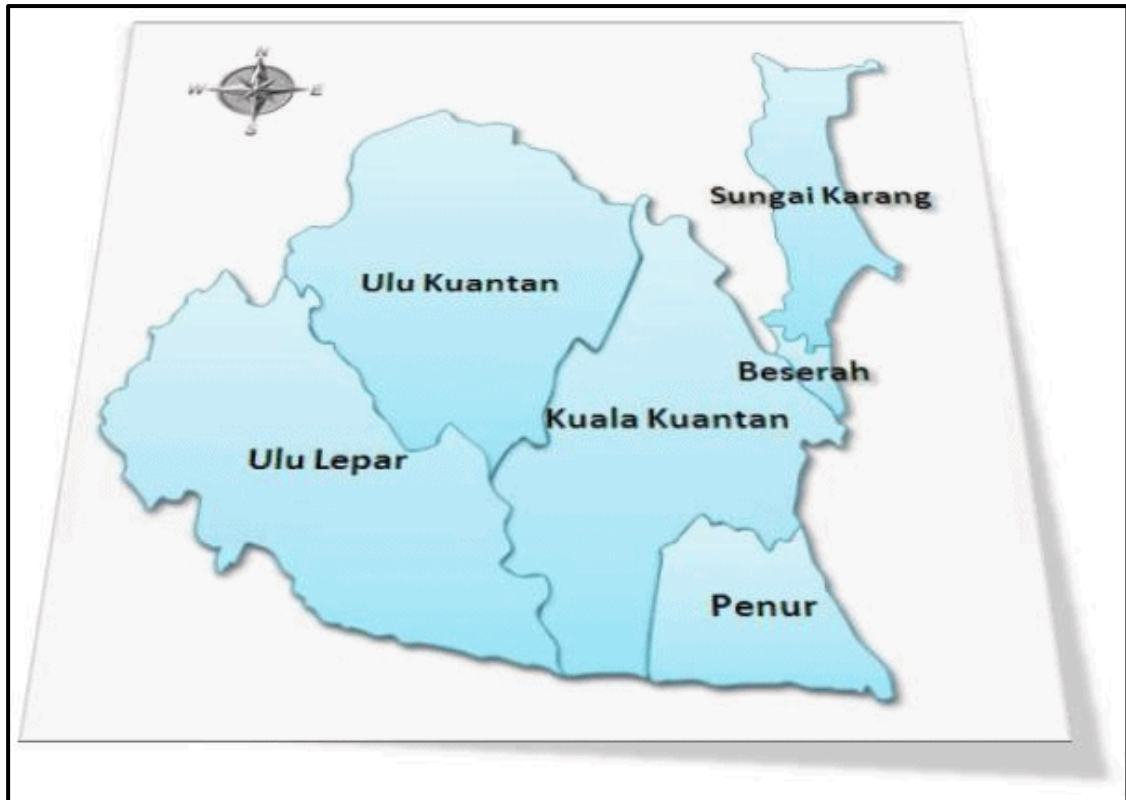 N
W E
S
Sungai Karang
Ulu Kuantan
Beserah
Kuala Kuantan
Ulu Lepar
Penur